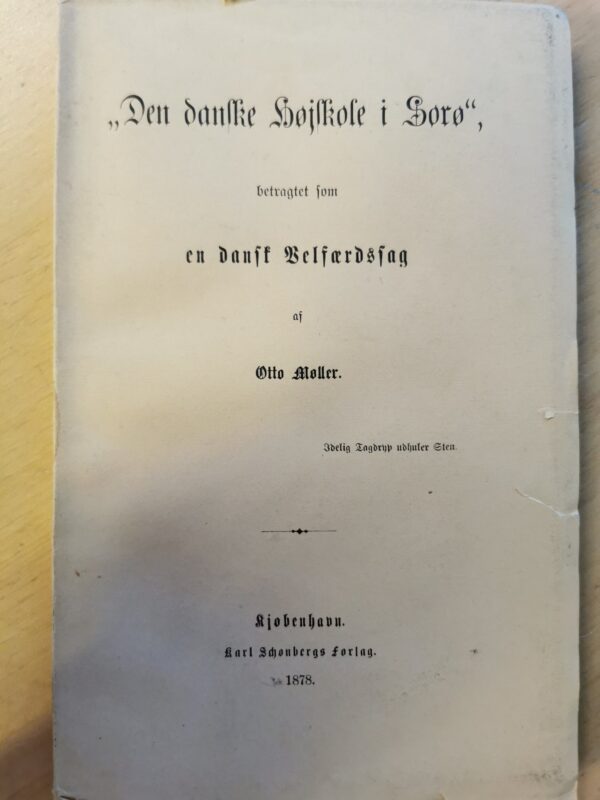 „Den danske Højskole i Sorø“,
betragtet som
en dansk Velfærdssag
af
Otto Møller.
Idelig Tagdryp udhuler Sten.
Kjøbenhavn.
Karl Schønbergs Forlag.
1878.